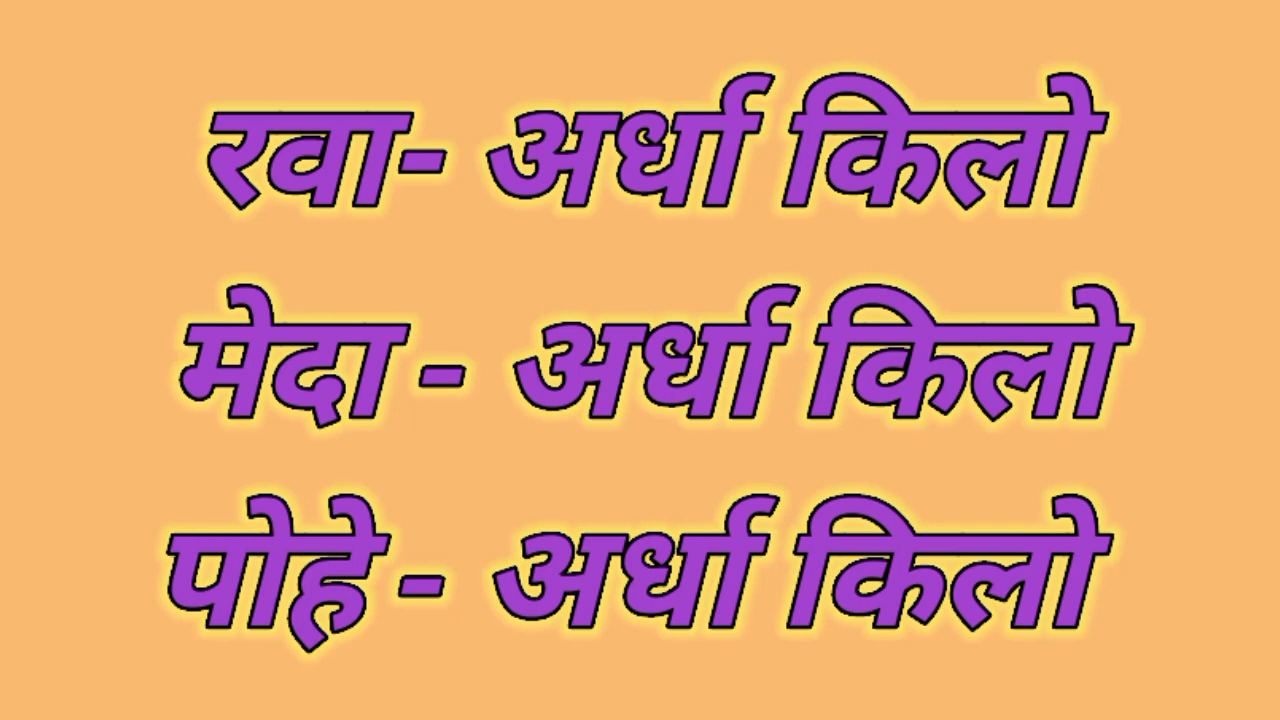 रवा- अर्धा किलो
मेदा - अर्धा किलो
पोहे - अर्धा किलो